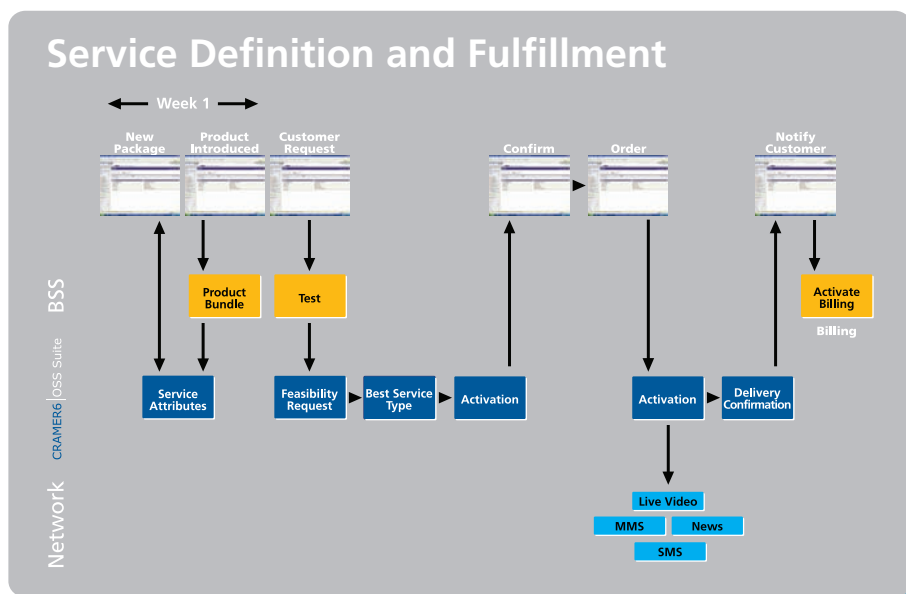 Service Definition and Fulfillment
Week 1
New
Package
Product
Introduced
Customer
Request
Confirm
Order
Notify
Customer
BSS
Product
Bundle
Test
Activate
Billing
Billing
CRAMER6 OSS Suite
Service
Attributes
Feasibility
Request
Best Service
Type
Activation
Activation
Delivery
Confirmation
Network
Live Video
MMS
News
SMS